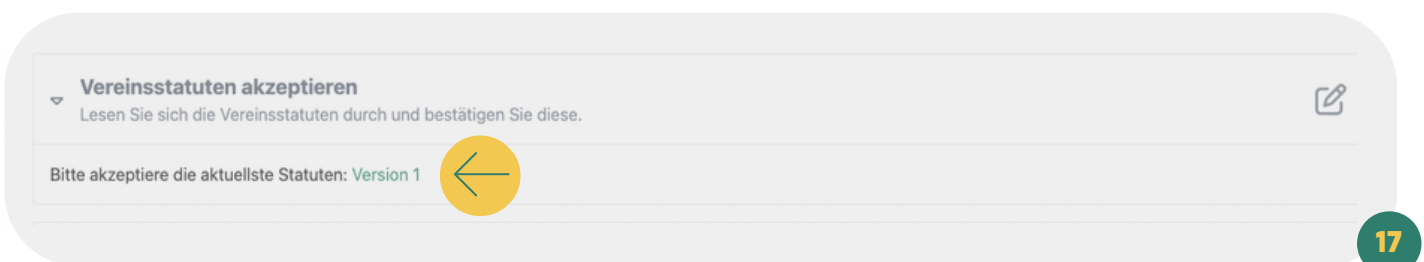 Vereinsstatuten akzeptieren
Lesen Sie sich die Vereinsstatuten durch und bestätigen Sie diese.
Bitte akzeptiere die aktuellste Statuten: Version 1
17